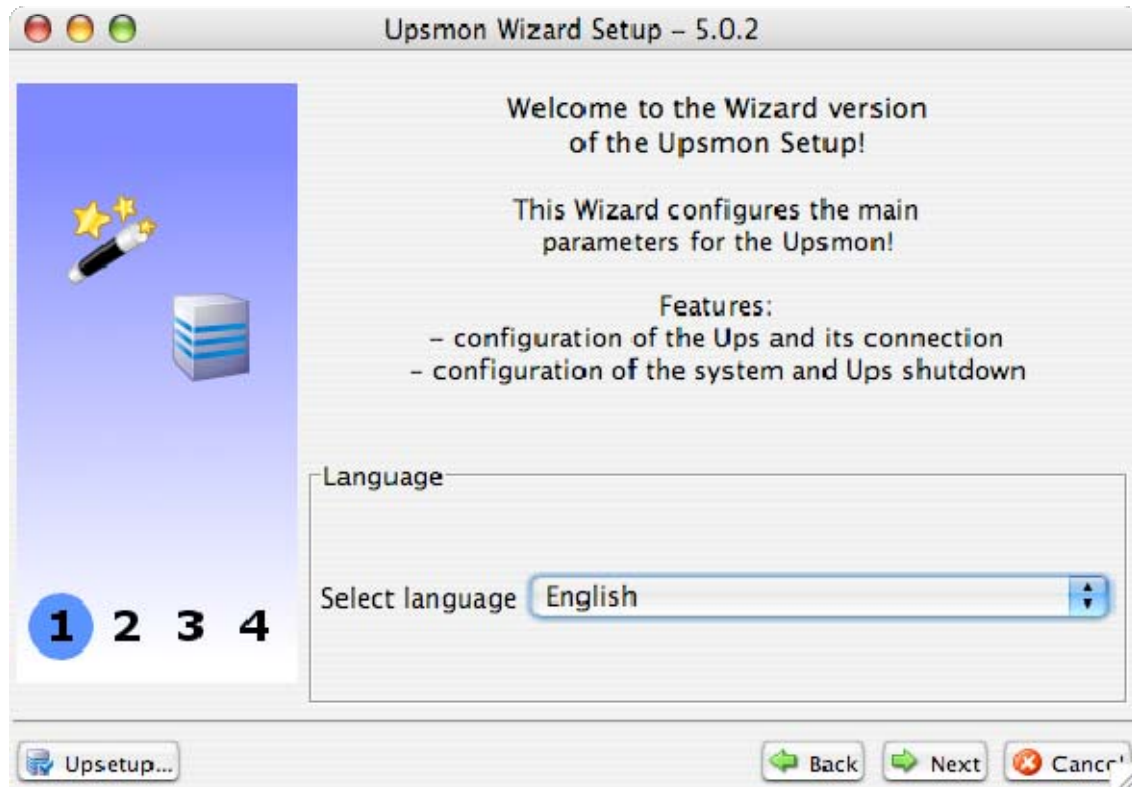 Upsmon Wizard Setup – 5.0.2
Welcome to the Wizard version
of the Upsmon Setup!
This Wizard configures the main
parameters for the Upsmon!
Features:
– configuration of the Ups and its connection
– configuration of the system and Ups shutdown
Language
Select language English
1 2 3 4
Upsetup... Back Next Cancel